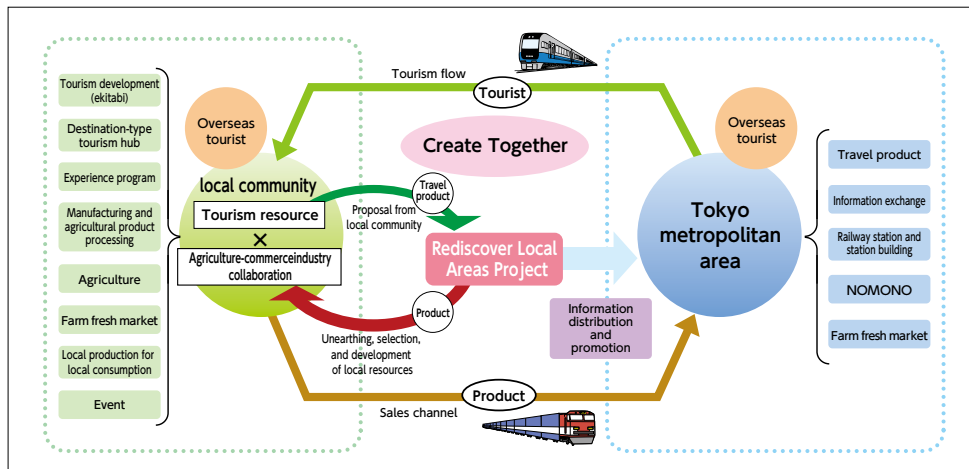 Tourism flow
Tourist
Create Together
Tourism development
(ekitabi)
Destination-type
tourism hub
Experience program
Manufacturing and
agricultural product
processing
Agriculture
Farm fresh market
Local production for
local consumption
Event
Overseas
tourist
local community
Tourism resource
×
Agriculture-commerceindustry
collaboration
Travel
product
Proposal from
local community
Rediscover Local
Areas Project
Product
Unearthing, selection,
and development
of local resources
Information
distribution
and
promotion
Product
Sales channel
Overseas
tourist
Tokyo
metropolitan
area
Travel product
Information exchange
Railway station and
station building
NOMONO
Farm fresh market